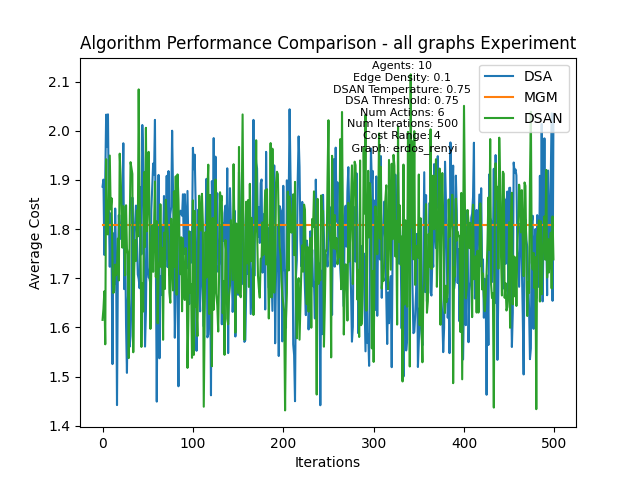 Algorithm Performance Comparison - all graphs Experiment
Agents: 10
Edge Density: 0.1
DSAN Temperature: 0.75
DSA Threshold: 0.75
Num Actions: 6
Num Iterations: 500
Cost Range: 4
Graph: erdos_renyi
DSA
MGM
DSAN
Average Cost
2.1
2.0
1.9
1.8
1.7
1.6
1.5
1.4
0 100 200 300 400 500
Iterations